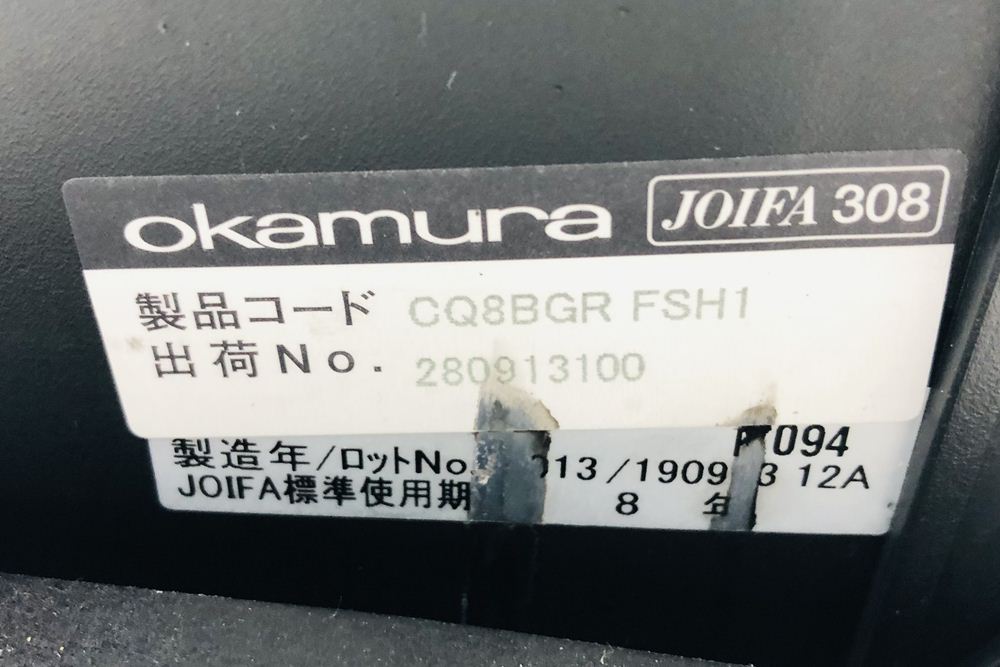 okamura JOIFA 308
製品コード CQ8BGR FSH1
出荷No. 280913100
094
製造年/ロットNo. 013/1909 3 12A
JOIFA標準使用期 8 年